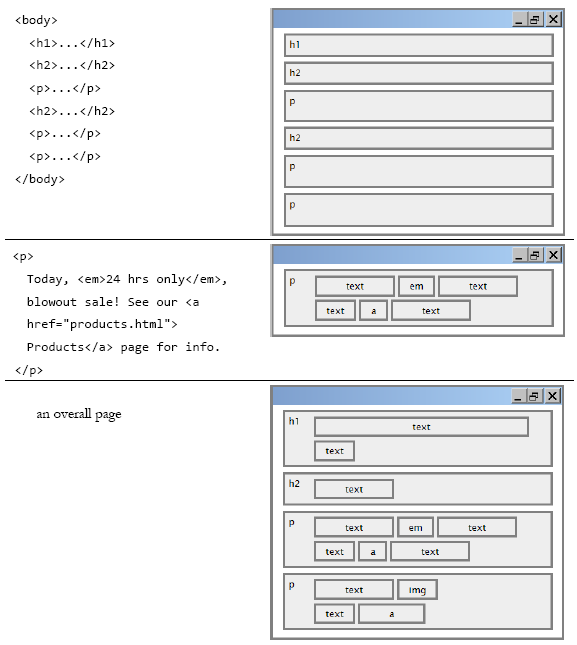 <body>
<h1>...</h1>
<h2>...</h2>
<p>...</p>
<h2>...</h2>
<p>...</p>
<p>...</p>
</body>
h1
h2
p
h2
p
p
<p>
Today, <em>24 hrs only</em>,
blowout sale! See our <a
href="products.html">
Products</a> page for info.
</p>
p text em text
text a text
an overall page
h1 text
text
h2 text
p text em text
text a text
p text img
text a